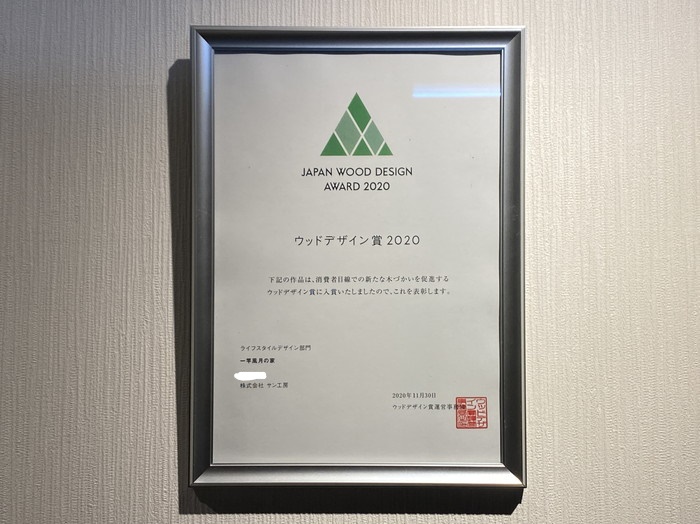 JAPAN WOOD DESIGN
AWARD 2020
ウッドデザイン賞 2020
下記の作品は、消費者目線での新たな木づかいを促進する
ウッドデザイン賞に入賞いたしましたので、これを表彰します。
ライフスタイルデザイン部門
一竿風月の家
株式会社 サン工房
2020年11月30日
ウッドデザイン賞運営事務局